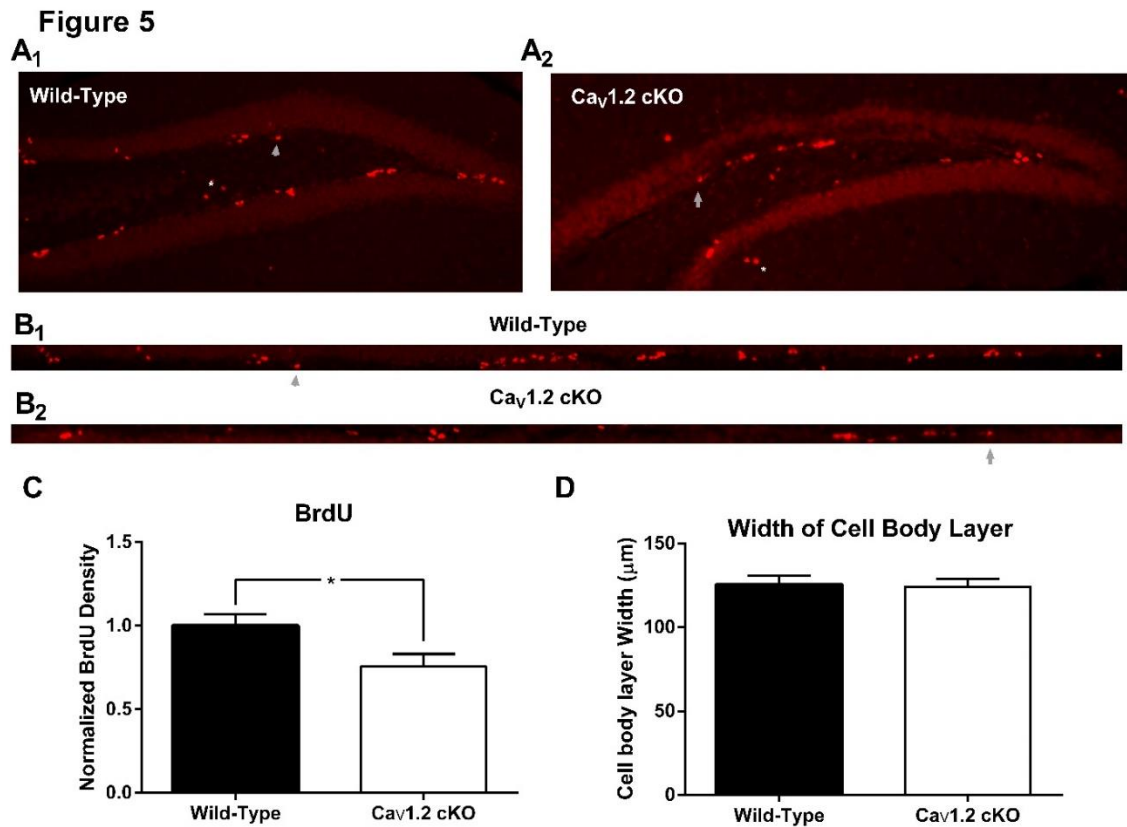 Figure 5
A1
A2
Wild-Type
CaV1.2 cKO
*
*
B1
Wild-Type
B2
CaV1.2 cKO
C
D
BrdU
Width of Cell Body Layer
1.5
1.0
0.5
0.0
Normalized BrdU Density
*
Wild-Type
CaV1.2 cKO
150
100
50
0
Cell body layer Width (μm)
Wild-Type
CaV1.2 cKO